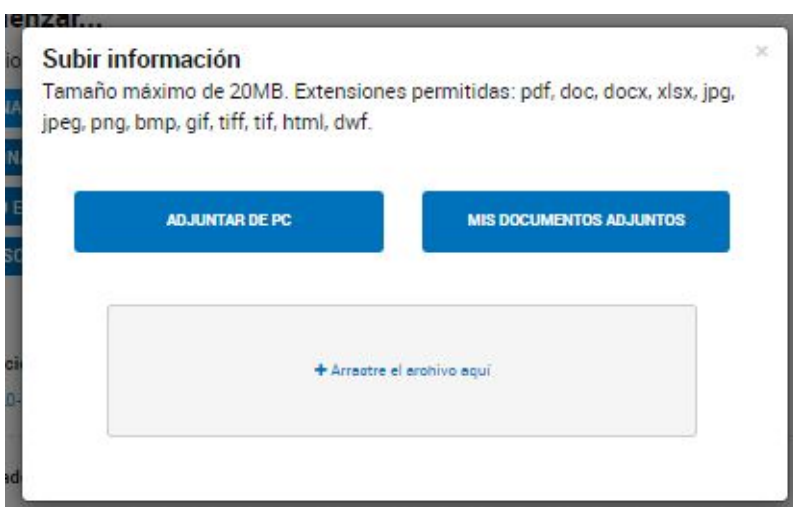 Subir información
×
Tamaño máximo de 20MB. Extensiones permitidas: pdf, doc, docx, xlsx, jpg,
jpeg, png, bmp, gif, tiff, tif, html, dwf.
ADJUNTAR DE PC
MIS DOCUMENTOS ADJUNTOS
+ Arrastre el archivo aquí